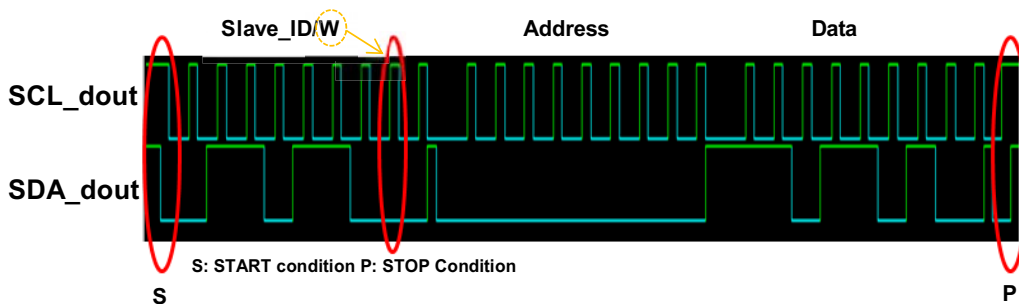 Slave_ID/W
Address
Data
SCL_dout
SDA_dout
S: START condition P: STOP Condition
S
P